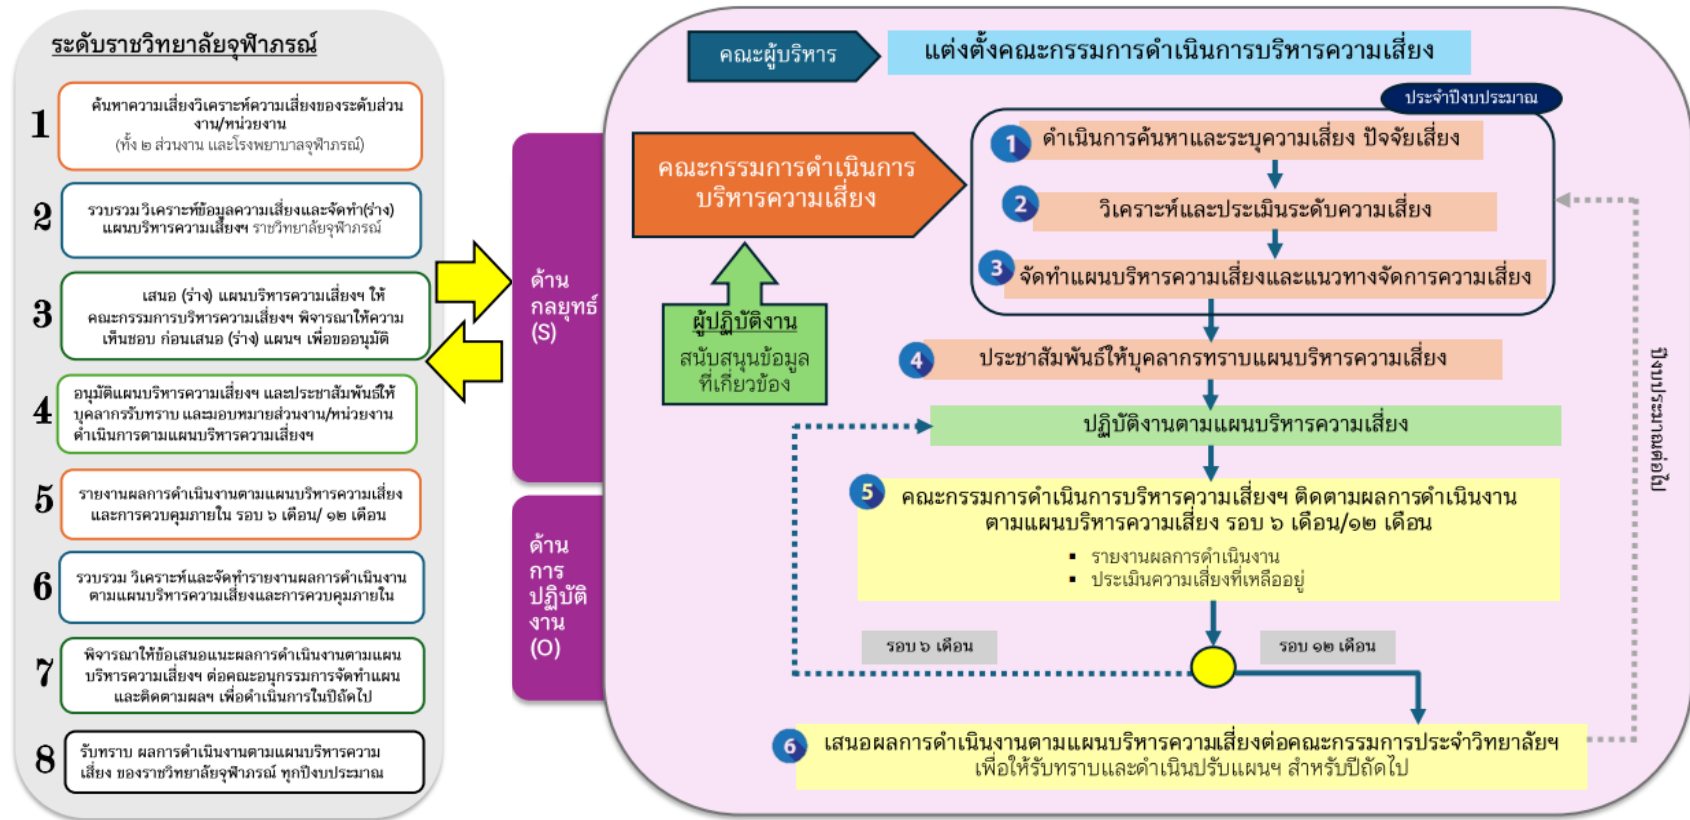 ระดับราชวิทยาลัยจุฬาภรณ์
1
ค้นหาความเสี่ยงวิเคราะห์ความเสี่ยงของระดับส่วน
งาน/หน่วยงาน
(ทั้ง ๒ ส่วนงาน และโรงพยาบาลจุฬาภรณ์)
2
รวบรวม วิเคราะห์ข้อมูลความเสี่ยงและจัดทำ(ร่าง)
แผนบริหารความเสี่ยงฯ ราชวิทยาลัยจุฬาภรณ์
3
เสนอ (ร่าง) แผนบริหารความเสี่ยงฯ ให้
คณะกรรมการบริหารความเสี่ยงฯ พิจารณาให้ความ
เห็นชอบ ก่อนเสนอ (ร่าง) แผนฯ เพื่อขออนุมัติ
4
อนุมัติแผนบริหารความเสี่ยงฯ และประชาสัมพันธ์ให้
บุคลากรรับทราบ และมอบหมายส่วนงาน/หน่วยงาน
ดำเนินการตามแผนบริหารความเสี่ยงฯ
5
รายงานผลการดำเนินงานตามแผนบริหารความเสี่ยง
และการควบคุมภายใน รอบ ๖ เดือน/ ๑๒ เดือน
6
รวบรวม วิเคราะห์และจัดทำรายงานผลการดำเนินงาน
ตามแผนบริหารความเสี่ยงและการควบคุมภายใน
7
พิจารณาให้ข้อเสนอแนะผลการดำเนินงานตามแผน
บริหารความเสี่ยงฯ ต่อคณะอนุกรรมการจัดทำแผน
และติดตามผลฯ เพื่อดำเนินการในปีถัดไป
8
รับทราบ ผลการดำเนินงานตามแผนบริหารความ
เสี่ยง ของราชวิทยาลัยจุฬาภรณ์ ทุกปีงบประมาณ
ด้าน
กลยุทธ์
(S)
ด้าน
การ
ปฏิบัติ
งาน
(O)
คณะผู้บริหาร
แต่งตั้งคณะกรรมการดำเนินการบริหารความเสี่ยง
ประจำปีงบประมาณ
คณะกรรมการดำเนินการ
บริหารความเสี่ยง
ผู้ปฏิบัติงาน
สนับสนุนข้อมูล
ที่เกี่ยวข้อง
1 ดำเนินการค้นหาและระบุความเสี่ยง ปัจจัยเสี่ยง
2 วิเคราะห์และประเมินระดับความเสี่ยง
3 จัดทำแผนบริหารความเสี่ยงและแนวทางจัดการความเสี่ยง
4 ประชาสัมพันธ์ให้บุคลากรทราบแผนบริหารความเสี่ยง
ปฏิบัติงานตามแผนบริหารความเสี่ยง
5 คณะกรรมการดำเนินการบริหารความเสี่ยงฯ ติดตามผลการดำเนินงาน
ตามแผนบริหารความเสี่ยง รอบ ๖ เดือน/๑๒ เดือน
▪ รายงานผลการดำเนินงาน
▪ ประเมินความเสี่ยงที่เหลืออยู่
รอบ ๖ เดือน
รอบ ๑๒ เดือน
6 เสนอผลการดำเนินงานตามแผนบริหารความเสี่ยงต่อคณะกรรมการประจำวิทยาลัยฯ
เพื่อให้รับทราบและดำเนินปรับแผนฯ สำหรับปีถัดไป
ปีงบประมาณต่อไป